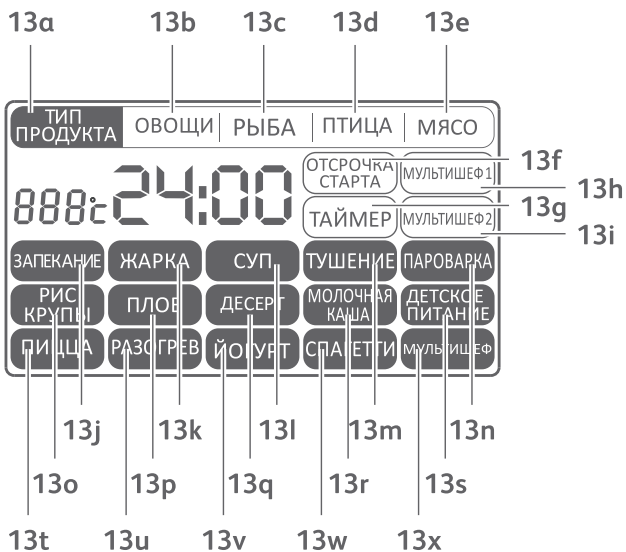 13a 13b 13c 13d 13e
ТИП
ПРОДУКТА
ОВОЩИ РЫБА ПТИЦА МЯСО
888°c 24:00
ОТСРОЧКА
СТАРТА
МУЛЬТИШЕФ1
13f
13h
ТАЙМЕР
МУЛЬТИШЕФ2
13g
13i
ЗАПЕКАНИЕ ЖАРКА СУП ТУШЕНИЕ ПАРОВАРКА
РИС
КРУПЫ
ПЛОВ
ДЕСЕРТ
МОЛОЧНАЯ
КАША
ДЕТСКОЕ
ПИТАНИЕ
ПИЦЦА РАЗОГРЕВ ЙОГУРТ СПАГЕТТИ МУЛЬТИШЕФ
13j 13k 13l 13m 13n
13o 13p 13q 13r 13s
13t 13u 13v 13w 13x